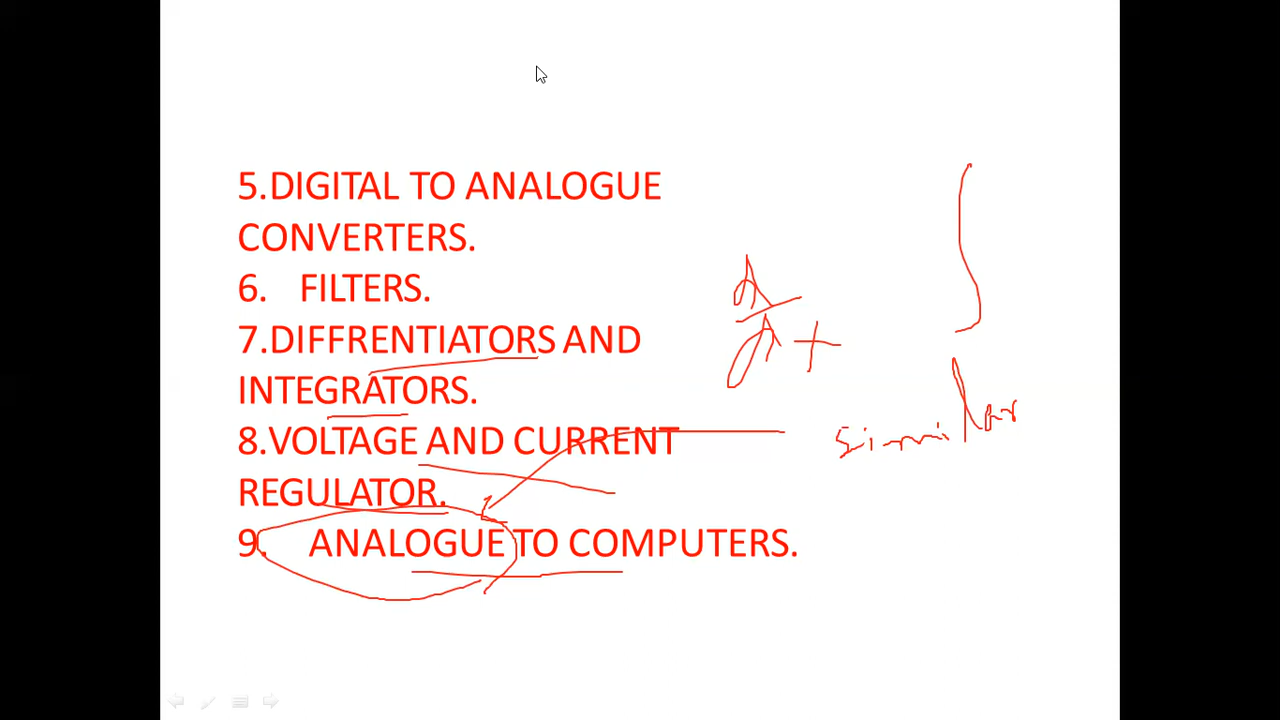 5.DIGITAL TO ANALOGUE
CONVERTERS.
6. FILTERS.
7.DIFFRENTIATORS AND
INTEGRATORS.
8.VOLTAGE AND CURRENT
REGULATOR.
9. ANALOGUE TO COMPUTERS.
similar